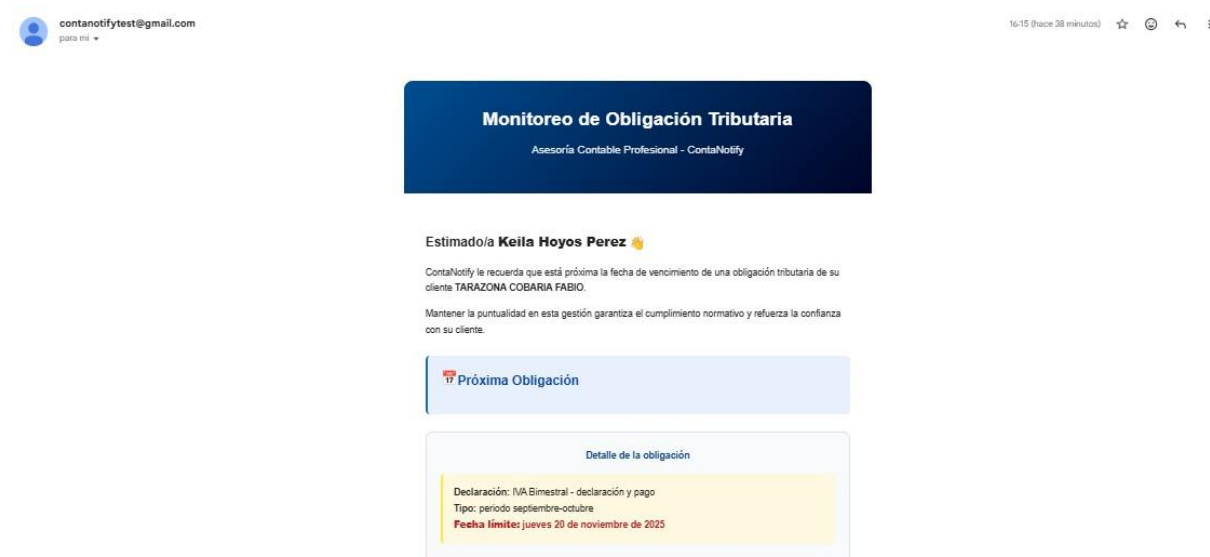 contanotifytest@gmail.com
para mí
16:15 (hace 38 minutos)
Monitoreo de Obligación Tributaria
Asesoría Contable Profesional - ContaNotify
Estimado/a Keila Hoyos Perez 👋
ContaNotify le recuerda que está próxima la fecha de vencimiento de una obligación tributaria de su
cliente TARAZONA COBARIA FABIO.
Mantener la puntualidad en esta gestión garantiza el cumplimiento normativo y refuerza la confianza
con su cliente.
📅Próxima Obligación
Detalle de la obligación
Declaración: IVA Bimestral - declaración y pago
Tipo: periodo septiembre-octubre
Fecha límite: jueves 20 de noviembre de 2025